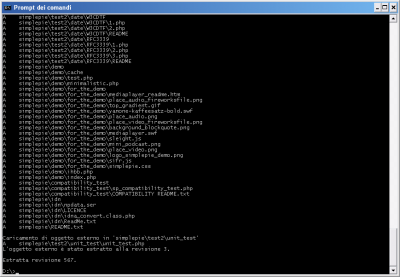 Prompt dei comandi
A simplepie\test2\date\W3CDTF
A simplepie\test2\date\W3CDTF\1.php
A simplepie\test2\date\W3CDTF\2.php
A simplepie\test2\date\W3CDTF\README
A simplepie\test2\date\RFC3339
A simplepie\test2\date\RFC3339\1.php
A simplepie\test2\date\RFC3339\2.php
A simplepie\test2\date\RFC3339\3.php
A simplepie\test2\date\RFC3339\README
A simplepie\demo
A simplepie\demo\cache
A simplepie\demo\test.php
A simplepie\demo\minimalistic.php
A simplepie\demo\for_the_demo
A simplepie\demo\for_the_demo\mediaplayer_readme.htm
A simplepie\demo\for_the_demo\place_audio_fireworksfile.png
A simplepie\demo\for_the_demo\top_gradient.gif
A simplepie\demo\for_the_demo\yanone-kaffeesatz-bold.swf
A simplepie\demo\for_the_demo\place_audio.png
A simplepie\demo\for_the_demo\place_video_fireworksfile.png
A simplepie\demo\for_the_demo\background_blockquote.png
A simplepie\demo\for_the_demo\mediaplayer.swf
A simplepie\demo\for_the_demo\sleight.js
A simplepie\demo\for_the_demo\mini_podcast.png
A simplepie\demo\for_the_demo\place_video.png
A simplepie\demo\for_the_demo\logo_simplepie_demo.png
A simplepie\demo\for_the_demo\sifr.js
A simplepie\demo\for_the_demo\simplepie.css
A simplepie\demo\ihbb.php
A simplepie\demo\index.php
A simplepie\compatibility_test
A simplepie\compatibility_test\sp_compatibility_test.php
A simplepie\compatibility_test\COMPATIBILITY README.txt
A simplepie\idn
A simplepie\idn\npdata.ser
A simplepie\idn\LICENCE
A simplepie\idn\idna_convert.class.php
A simplepie\idn\ReadMe.txt
A simplepie\README.txt
Caricamento di oggetto esterno in 'simplepie\test2\unit_test'
A simplepie\test2\unit_test\unit_test.php
L'oggetto esterno è stato estratto alla revisione 3.
Estratta revisione 567.
D:\>